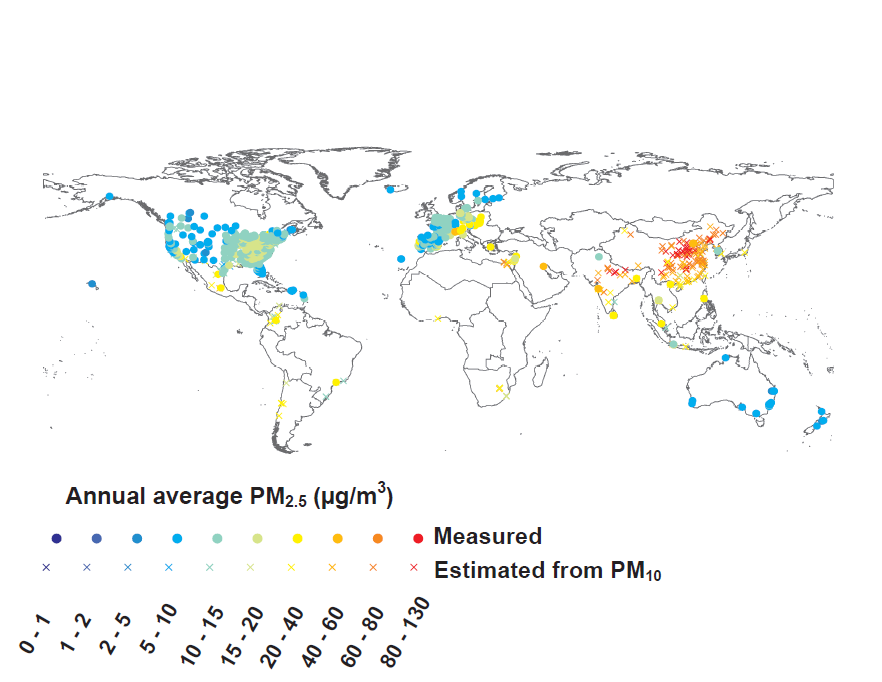 Annual average PM2.5 (µg/m3)
Measured
Estimated from PM10
0 - 1
1 - 2
2 - 5
5 - 10
10 - 15
15 - 20
20 - 40
40 - 60
60 - 80
80 - 130